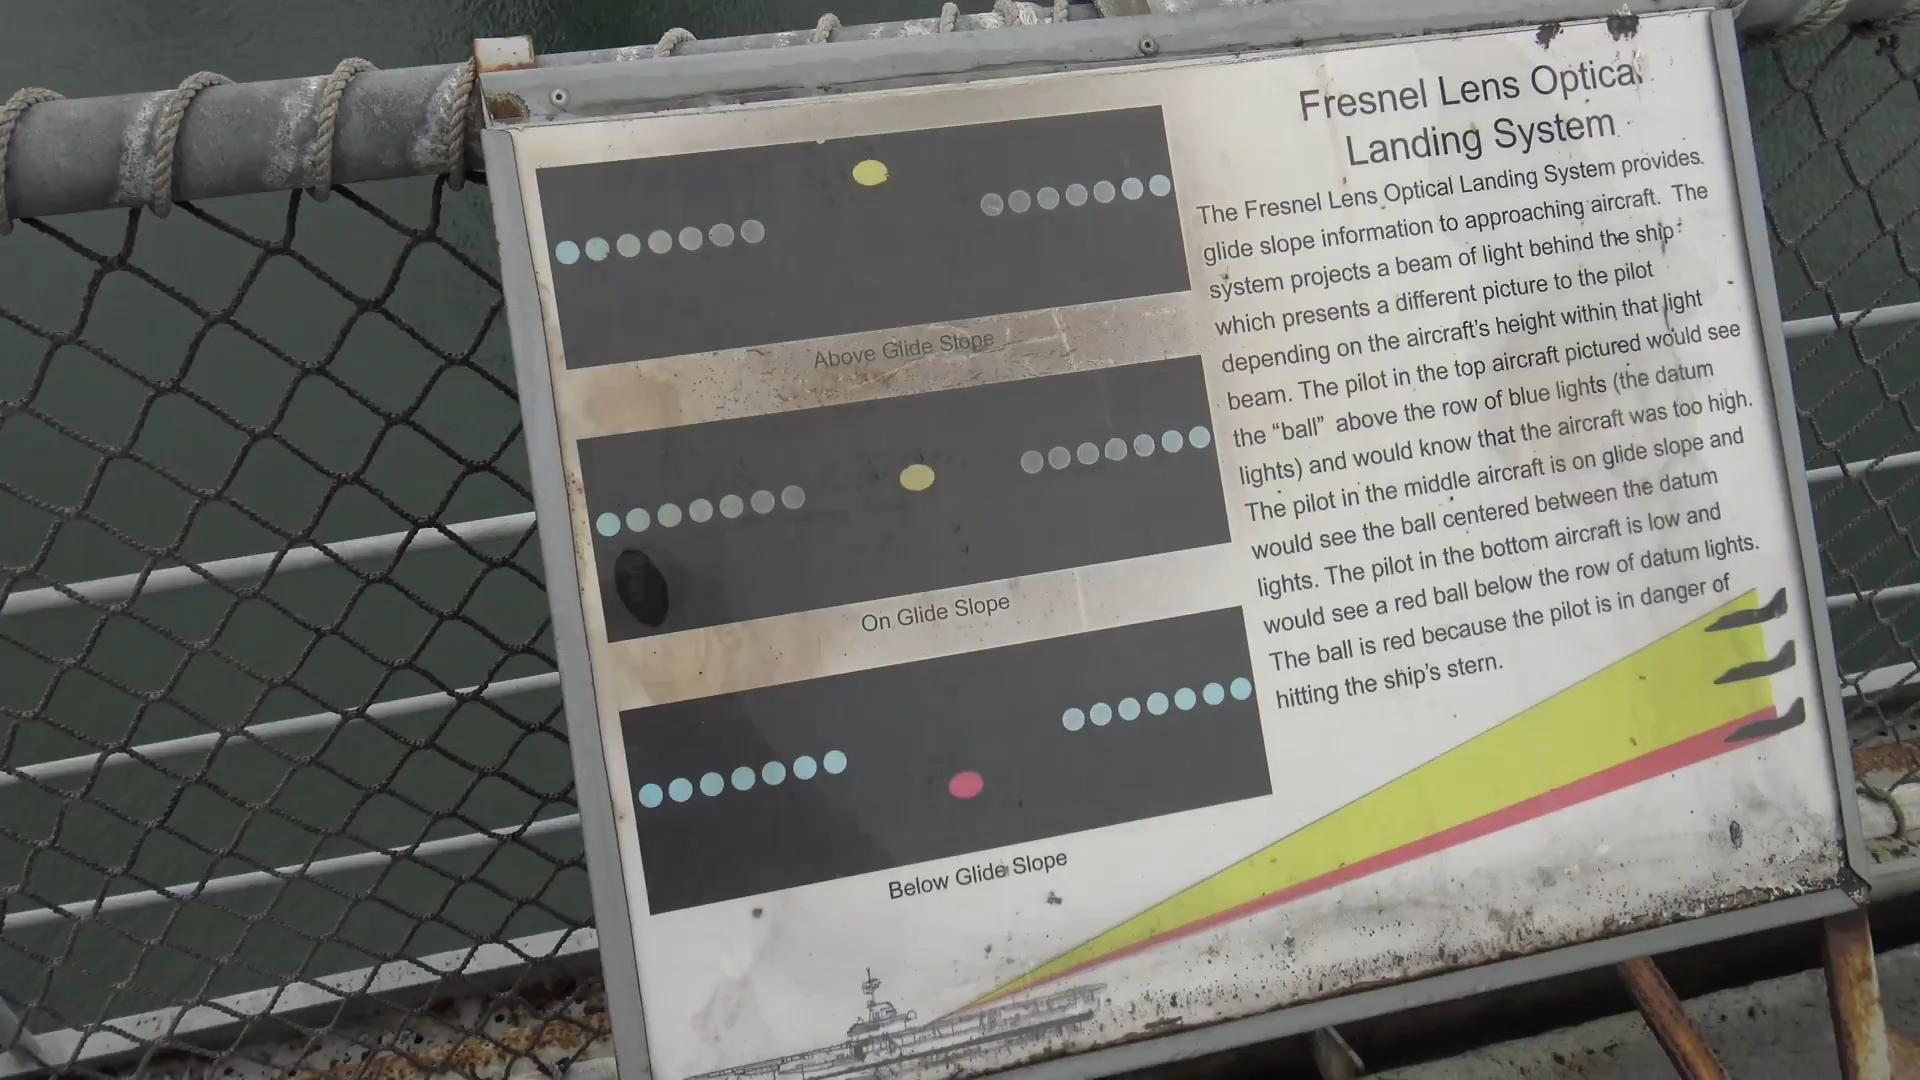 Fresnel Lens Optical
Landing System
The Fresnel Lens Optical Landing System provides
glide slope information to approaching aircraft. The
system projects a beam of light behind the ship
which presents a different picture to the pilot
depending on the aircraft's height within that light
beam. The pilot in the top aircraft pictured would see
the “ball” above the row of blue lights (the datum
lights) and would know that the aircraft was too high.
The pilot in the middle aircraft is on glide slope and
would see the ball centered between the datum
lights. The pilot in the bottom aircraft is low and
would see a red ball below the row of datum lights.
The ball is red because the pilot is in danger of
hitting the ship's stern.
Above Glide Slope
On Glide Slope
Below Glide Slope